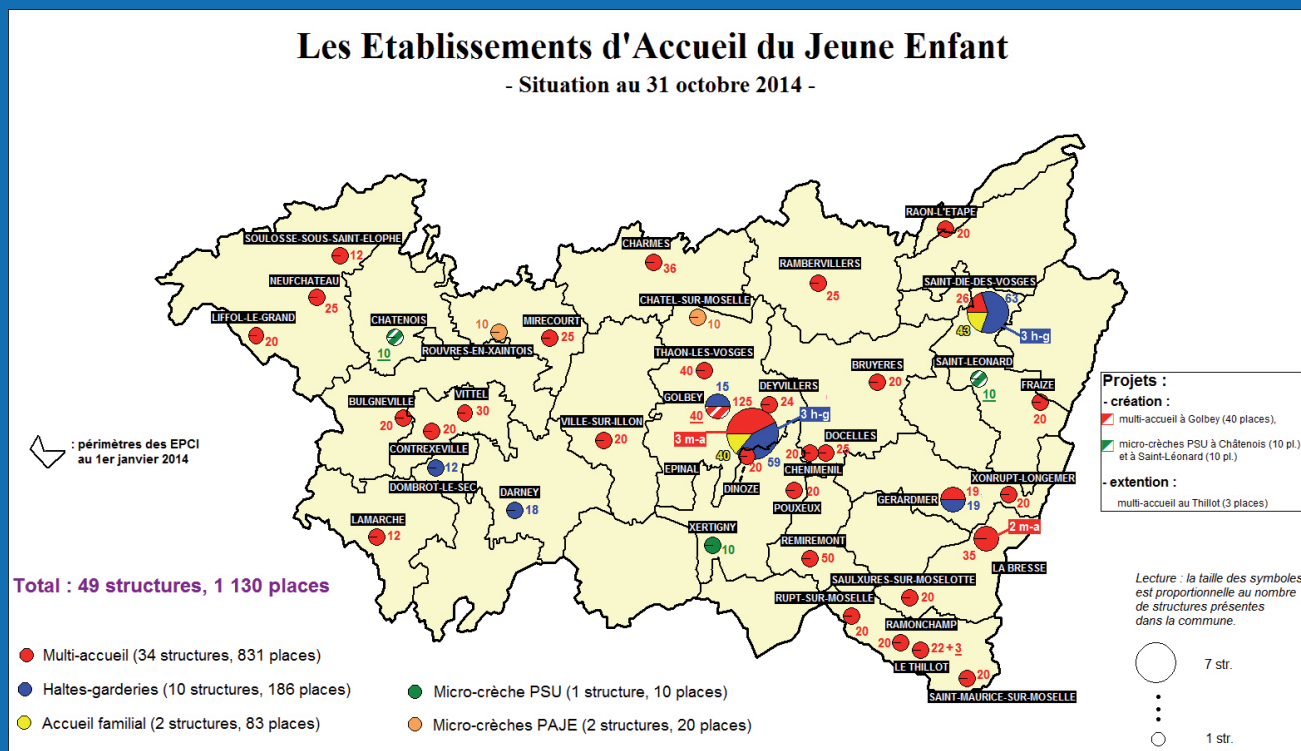 Les Etablissements d'Accueil du Jeune Enfant
- Situation au 31 octobre 2014 -
RAON-L'ETAPE
20
SOULOSSE-SOUS-SAINT-ELOPHE
12
CHARMES
36
RAMBERVILLERS
25
NEUFCHATEAU
25
SAINT-DIE-DES-VOSGES
26
63
43
3 h-g
LIFFOL-LE-GRAND
20
CHATENOIS
10
10
ROUVRES-EN-XAINTOIS
MIRECOURT
25
CHATEL-SUR-MOSELLE
10
THAON-LES-VOSGES
40
BRUYERES
20
SAINT-LEONARD
10
FRAIZE
20
BULGNEVILLE
20
VITTEL
30
20
CONTREXEVILLE
12
DOMBROT-LE-SEC
VILLE-SUR-ILLON
20
15
GOLBEY
40
125
DEYVILLERS
24
3 h-g
3 m-a
40
59
EPINAL
20
DINOZE
DOCELLES
20
25
CHENIMENIL
20
POUXEUX
DARNEY
18
LAMARCHE
12
XERTIGNY
10
GERARDMER
19
19
XONRUPT-LONGEMER
20
2 m-a
35
LA BRESSE
REMIREMONT
50
SAULXURES-SUR-MOSELOTTE
20
RUPT-SUR-MOSELLE
20
RAMONCHAMP
20
22 + 3
LE THILLOT
20
SAINT-MAURICE-SUR-MOSELLE
: périmètres des EPCI
au 1er janvier 2014
Projets :
- création :
multi-accueil à Golbey (40 places),
micro-crèches PSU à Châtenois (10 pl.)
et à Saint-Léonard (10 pl.)
- extention :
multi-accueil au Thillot (3 places)
Total : 49 structures, 1 130 places
Multi-accueil (34 structures, 831 places)
Haltes-garderies (10 structures, 186 places)
Accueil familial (2 structures, 83 places)
Micro-crèche PSU (1 structure, 10 places)
Micro-crèches PAJE (2 structures, 20 places)
Lecture : la taille des symboles
est proportionnelle au nombre
de structures présentes
dans la commune.
7 str.
1 str.